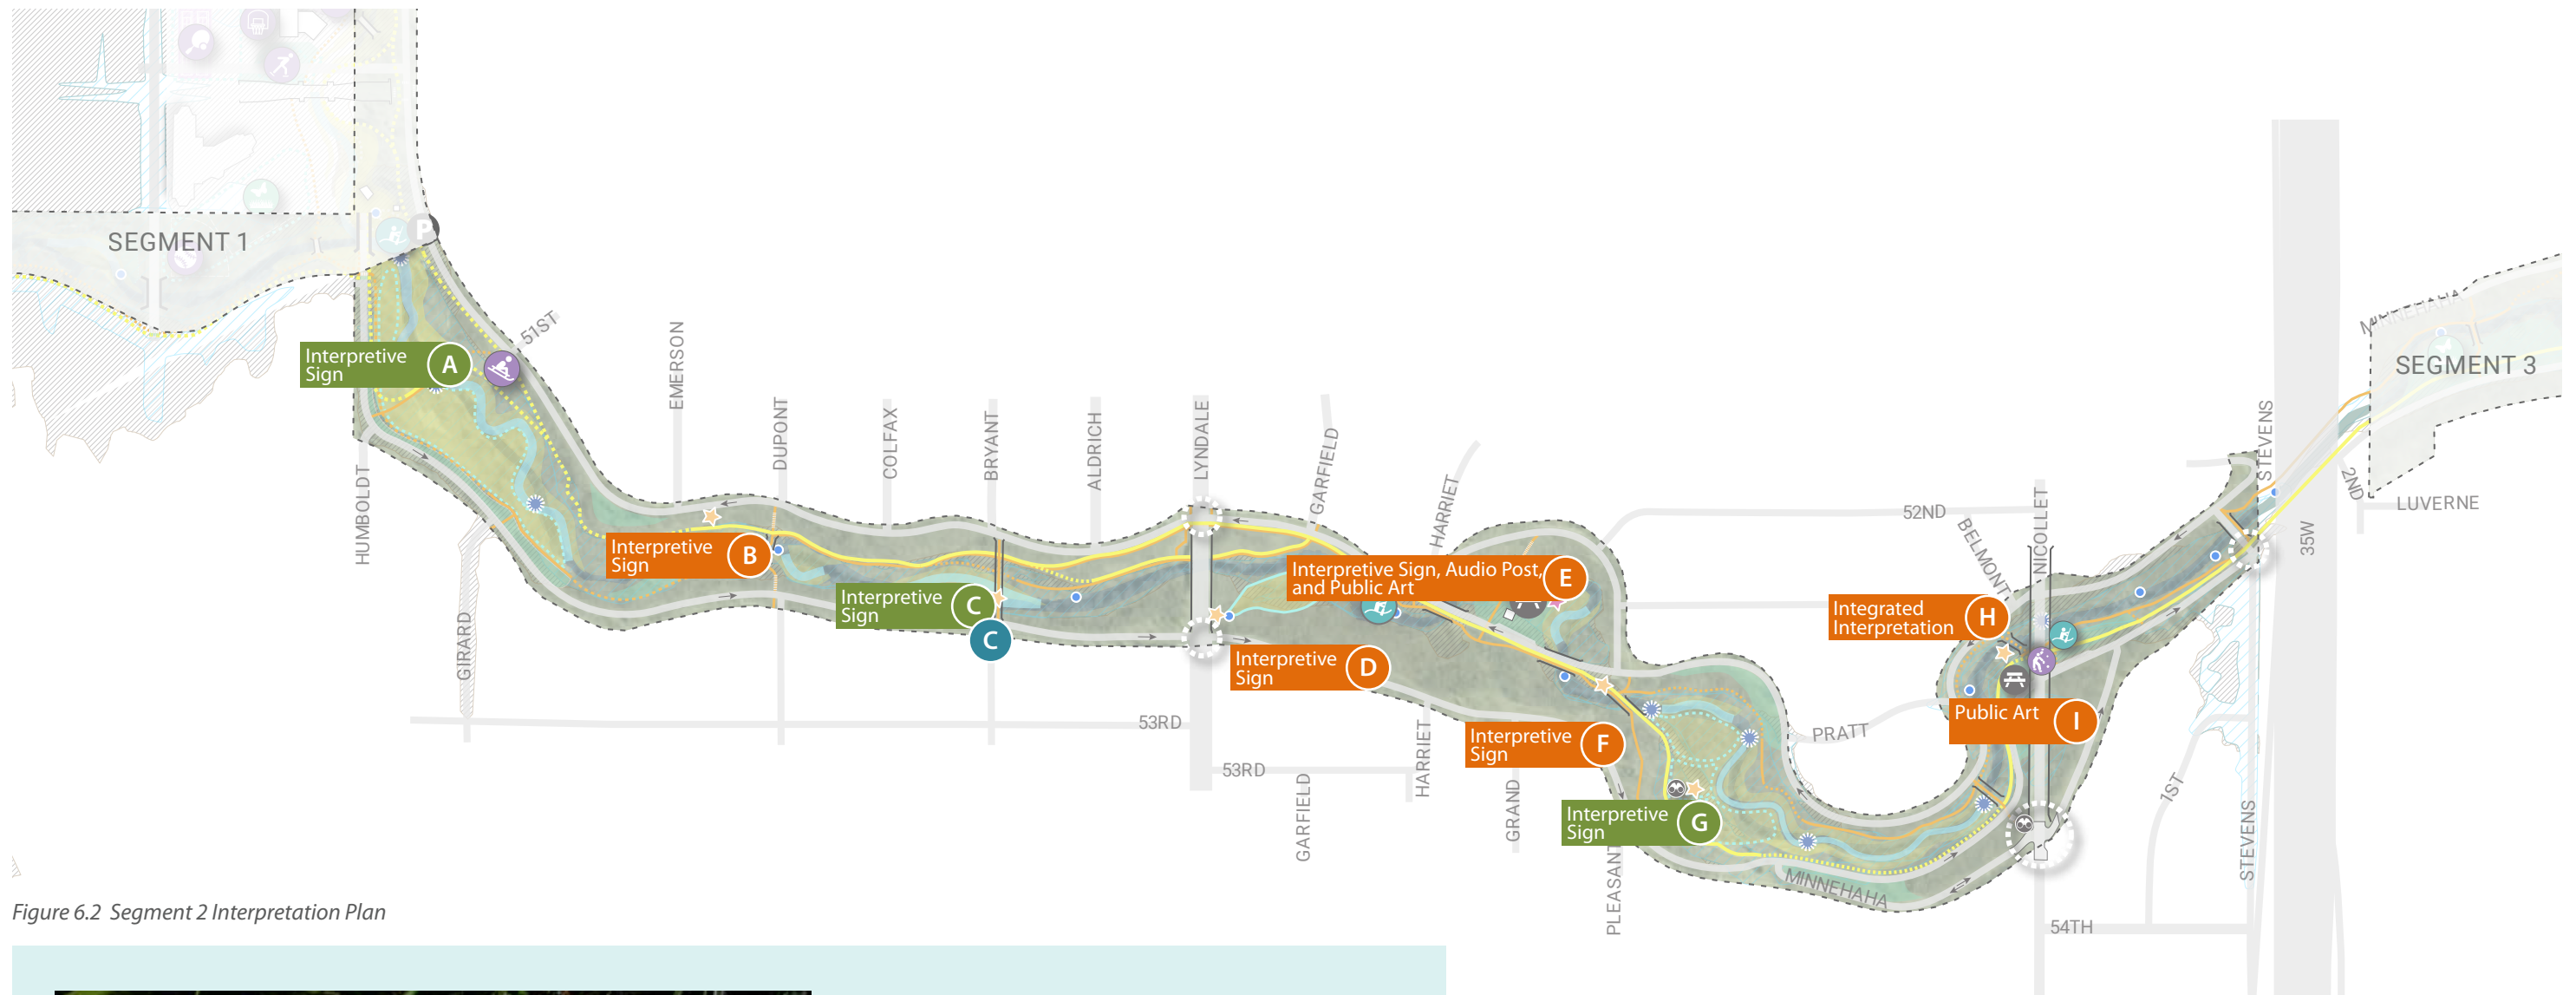 SEGMENT 1
P
51ST
Interpretive
Sign
A
EMERSON
DUPONT
COLFAX
BRYANT
ALDRICH
LYNDALE
GARFIELD
HARRIET
52ND
BELMONT
NICOLLET
STEVENS
35W
2ND
LUVERNE
MINNEHAHA
SEGMENT 3
HUMBOLDT
GIRARD
Interpretive
Sign
B
Interpretive
Sign
C
C
Interpretive Sign, Audio Post,
and Public Art
E
Interpretive
Sign
D
Integrated
Interpretation
H
Public Art
I
53RD
53RD
GARFIELD
HARRIET
GRAND
Interpretive
Sign
F
PRATT
Interpretive
Sign
G
PLEASANT
MINNEHAHA
1ST
STEVENS
54TH
Figure 6.2 Segment 2 Interpretation Plan